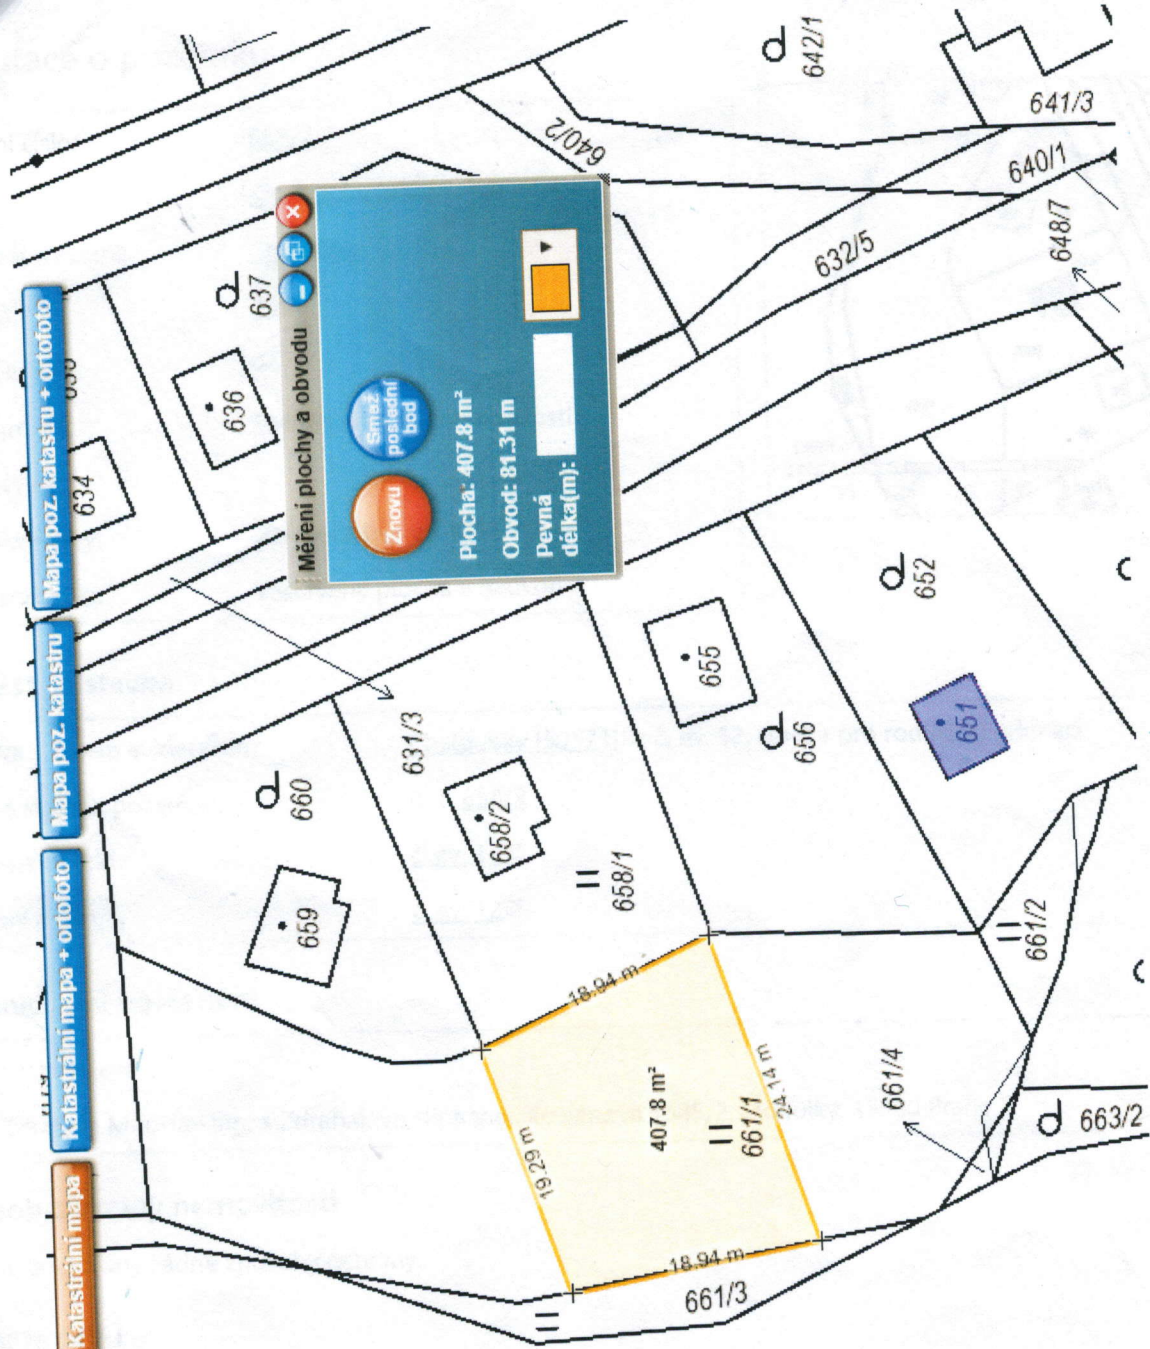 Katastrální mapa
Katastrální mapa + ortofoto
Mapa poz. katastru
Mapa poz. katastru + ortofoto
Měření plochy a obvodu
Znovu
Smaž
poslední
bod
Plocha: 407.8 m²
Obvod: 81.31 m
Pevná
délka(m):
634
636
637
640/2
642/1
641/3
640/1
632/5
648/7
631/3
660
659
658/2
658/1
655
656
652
651
661/2
18.94 m
19.29 m
407.8 m²
661/1
24.14 m
18.94 m
661/3
661/4
663/2